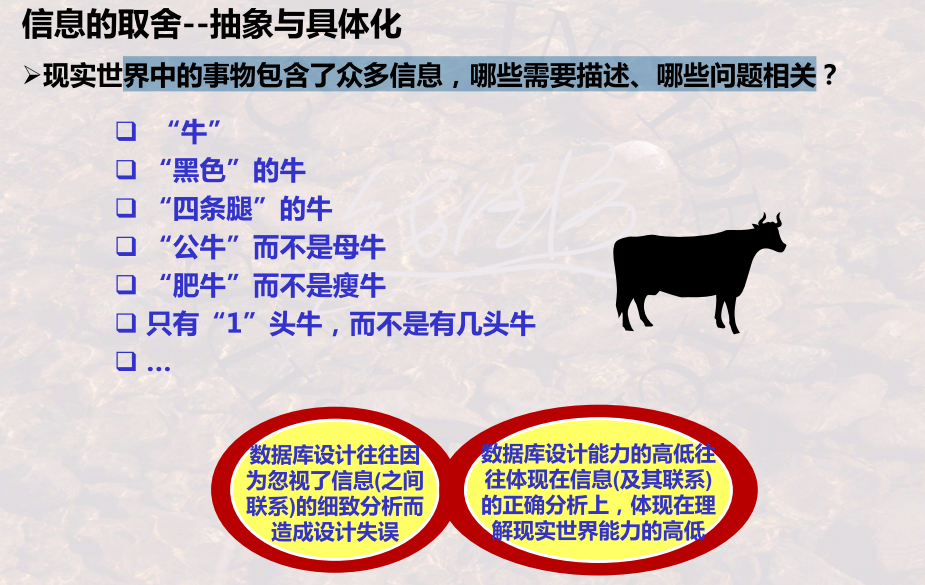 信息的取舍--抽象与具体化
➢现实世界中的事物包含了众多信息，哪些需要描述、哪些问题相关？
❑ “牛”
❑ “黑色”的牛
❑ “四条腿”的牛
❑ “公牛”而不是母牛
❑ “肥牛”而不是瘦牛
❑ 只有“1”头牛，而不是有几头牛
❑ …
数据库设计往往因
为忽视了信息(之间
联系)的细致分析而
造成设计失误
数据库设计能力的高低往
往体现在信息(及其联系)
的正确分析上，体现在理
解现实世界能力的高低